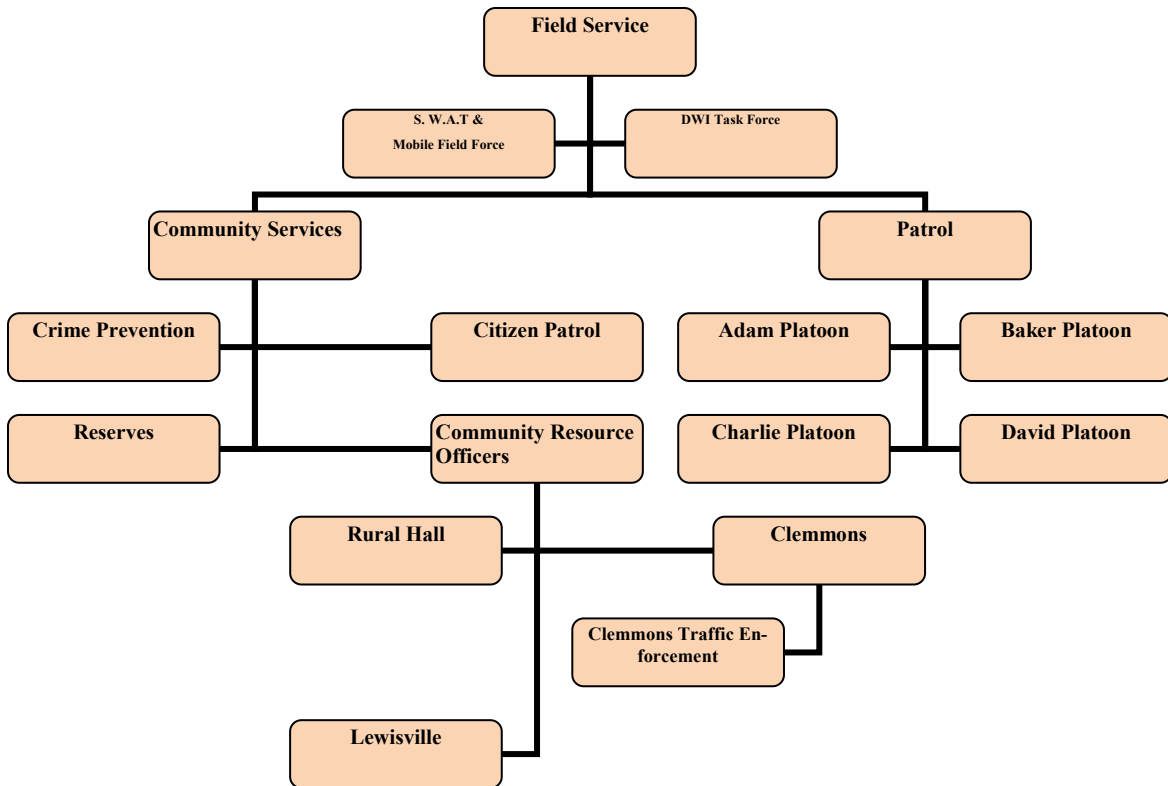 Field Service
S. W.A.T &
Mobile Field Force
DWI Task Force
Community Services
Patrol
Crime Prevention
Citizen Patrol
Adam Platoon
Baker Platoon
Reserves
Community Resource
Officers
Charlie Platoon
David Platoon
Rural Hall
Clemmons
Clemmons Traffic En-
forcement
Lewisville